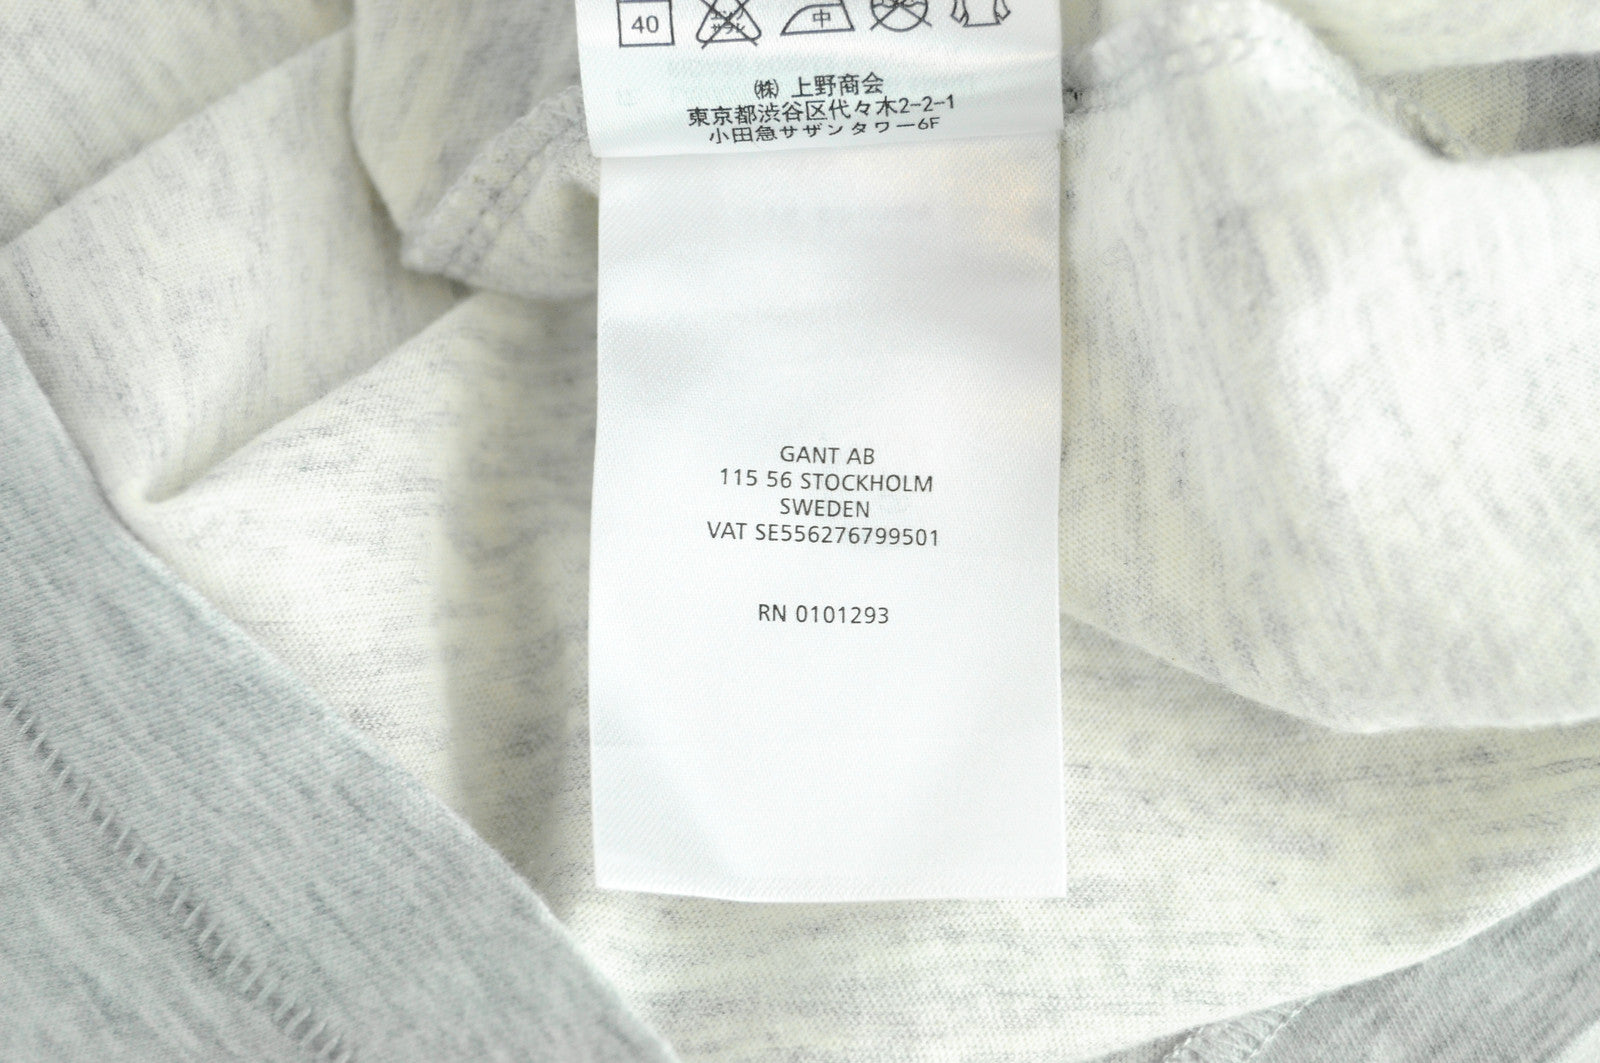 40 中
(株) 上野商会
東京都渋谷区代々木2-2-1
小田急サザンタワー6F
GANT AB
115 56 STOCKHOLM
SWEDEN
VAT SE556276799501
RN 0101293